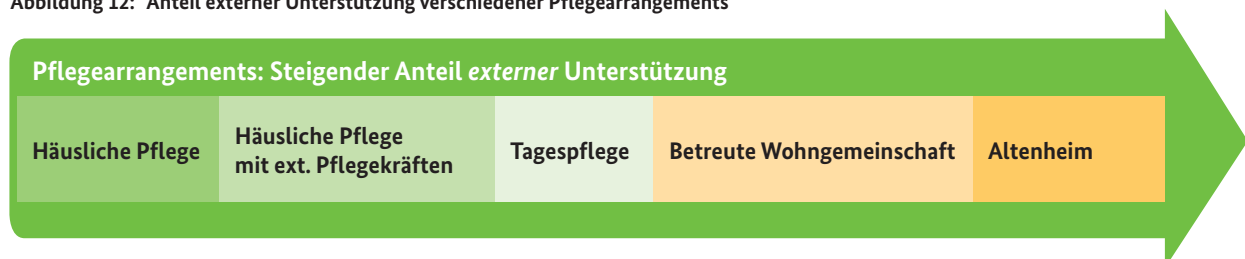 Abbildung 12: Anteil externer Unterstützung verschiedener Pflegearrangements
Pflegearrangements: Steigender Anteil externer Unterstützung
Häusliche Pflege
Häusliche Pflege
mit ext. Pflegekräften
Tagespflege
Betreute Wohngemeinschaft
Altenheim